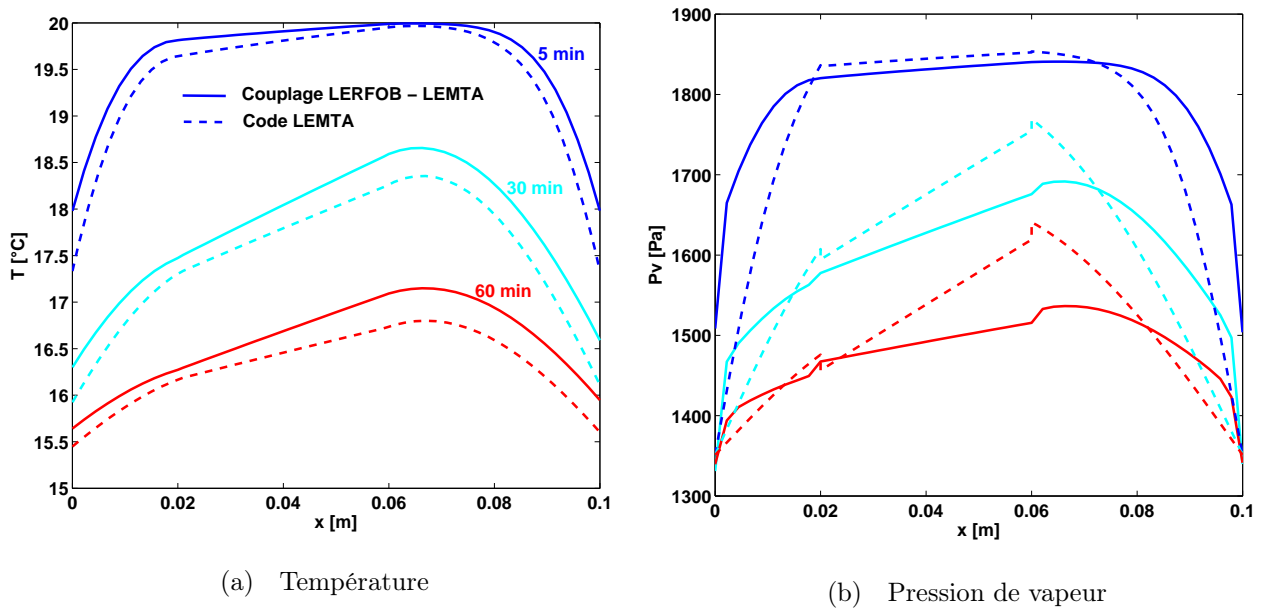 20
19.5
19
18.5
18
17.5
17
16.5
16
15.5
15
T [°C]
0
0.02
0.04
0.06
0.08
0.1
x [m]
5 min
Couplage LERFOB – LEMTA
Code LEMTA
30 min
60 min
(a) Température
1900
1800
1700
1600
1500
1400
1300
Pv [Pa]
0
0.02
0.04
0.06
0.08
0.1
x [m]
(b) Pression de vapeur